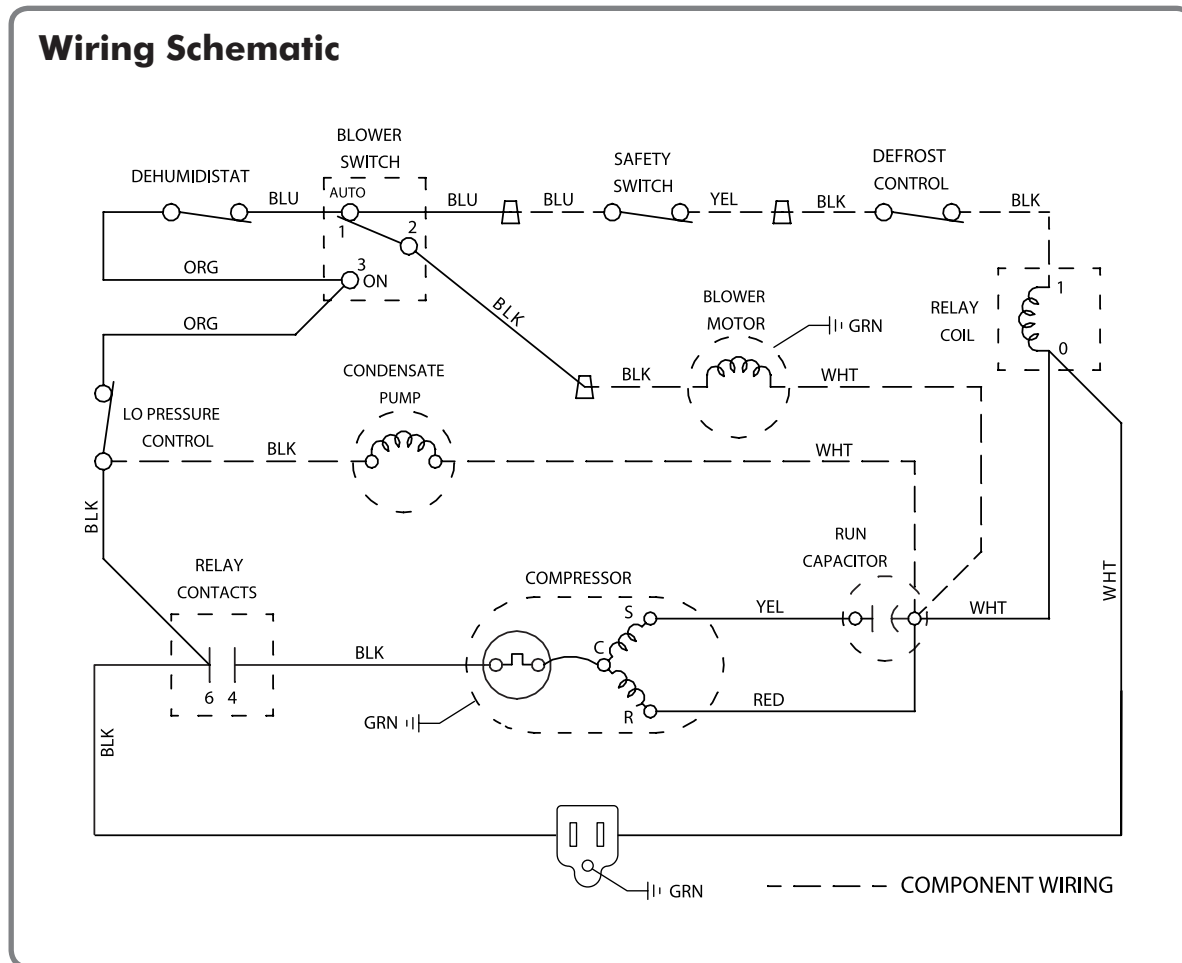 Wiring Schematic
BLOWER
SWITCH
DEHUMIDISTAT
SAFETY
SWITCH
DEFROST
CONTROL
BLU
AUTO
1
2
BLU
BLU
YEL
BLK
BLK
ORG
3
ON
BLK
ORG
BLOWER
MOTOR
GRN
RELAY
COIL
1
0
CONDENSATE
PUMP
BLK
WHT
LO PRESSURE
CONTROL
BLK
WHT
BLK
RELAY
CONTACTS
6 4
BLK
COMPRESSOR
S
C
R
GRN
YEL
RED
RUN
CAPACITOR
WHT
WHT
BLK
GRN
COMPONENT WIRING